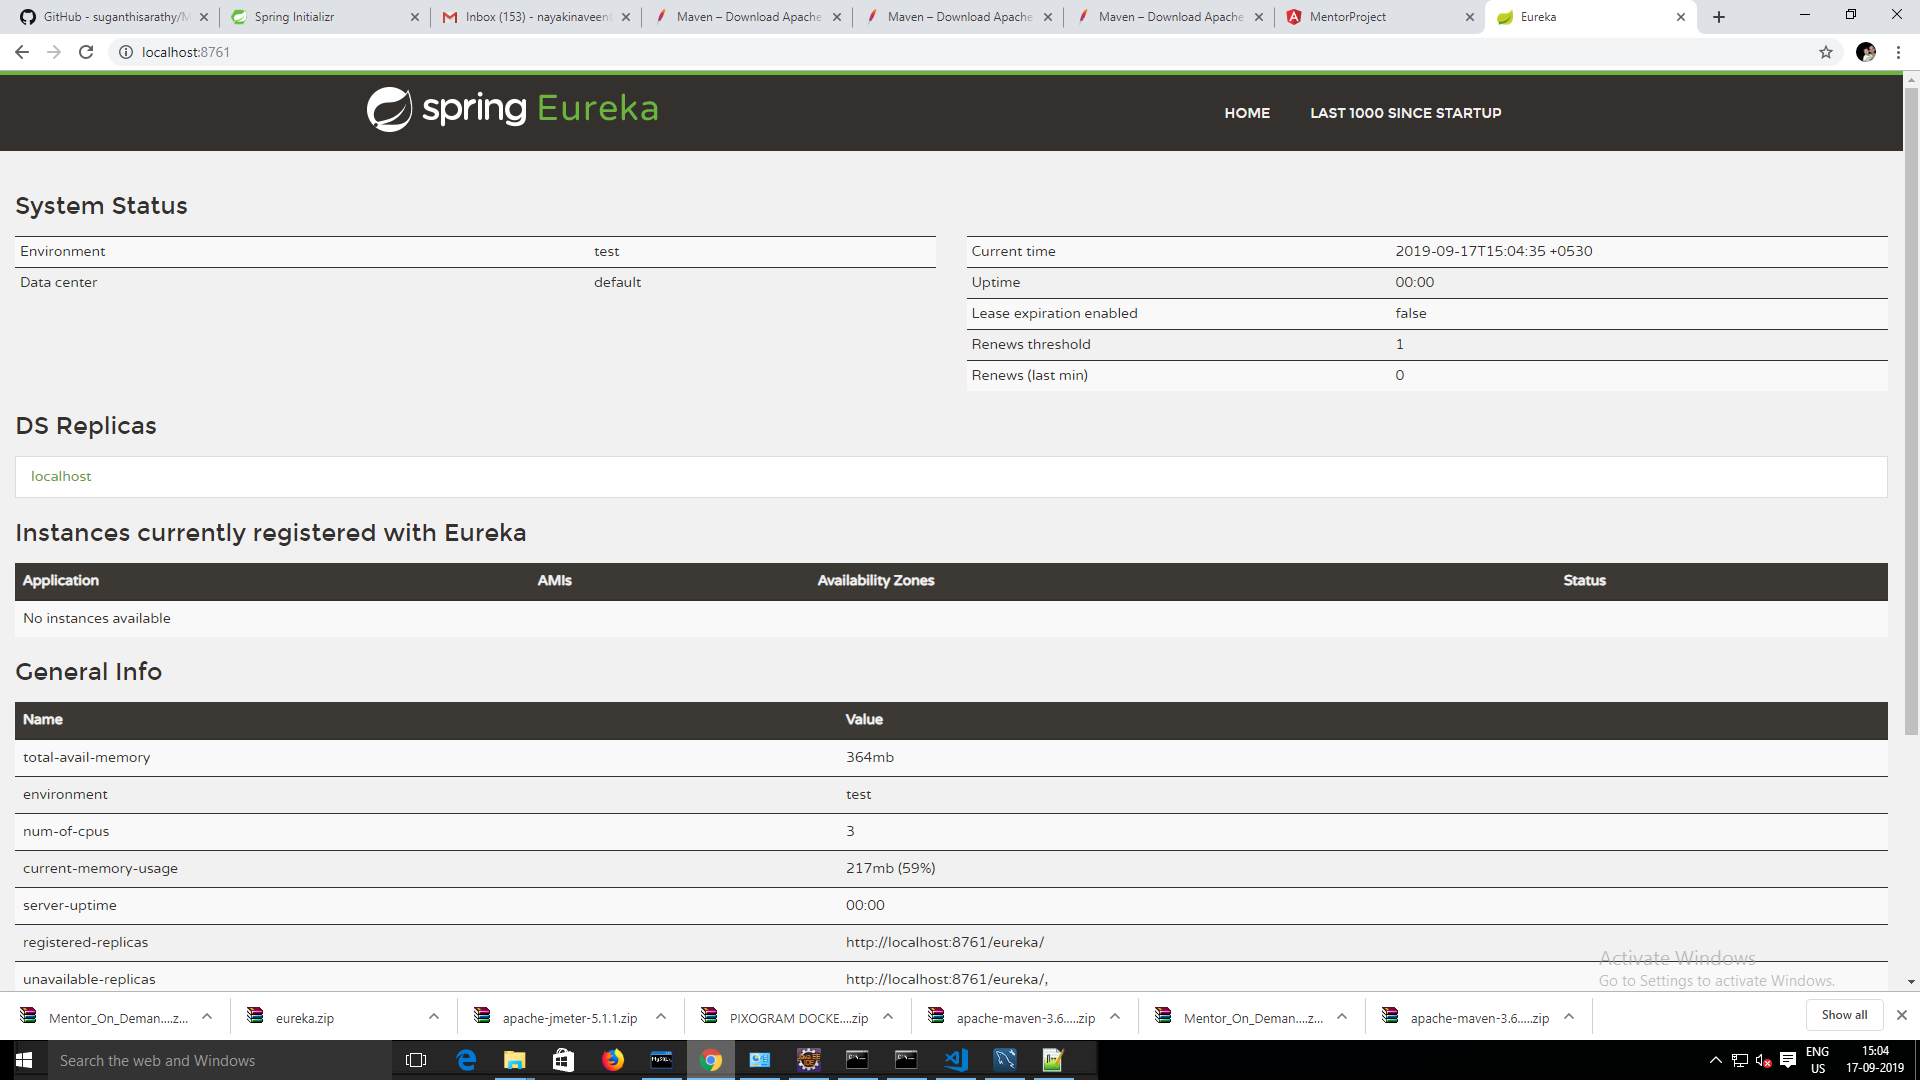 GitHub - suganthisarathy/M
Spring Initializr
Inbox (153) - nayakinaveen
Maven – Download Apache
Maven – Download Apache
Maven – Download Apache
MentorProject
Eureka
localhost:8761
spring Eureka
HOME
LAST 1000 SINCE STARTUP
System Status
Environment test
Data center default
Current time 2019-09-17T15:04:35 +0530
Uptime 00:00
Lease expiration enabled false
Renews threshold 1
Renews (last min) 0
DS Replicas
localhost
Instances currently registered with Eureka
Application AMIs Availability Zones Status
No instances available
General Info
Name Value
total-avail-memory 364mb
environment test
num-of-cpus 3
current-memory-usage 217mb (59%)
server-uptime 00:00
registered-replicas http://localhost:8761/eureka/
unavailable-replicas http://localhost:8761/eureka/,
Activate Windows
Go to Settings to activate Windows.
Mentor_On_Deman....z...
eureka.zip
apache-jmeter-5.1.1.zip
PIXOGRAM DOCKE....zip
apache-maven-3.6.....zip
Mentor_On_Deman....z...
apache-maven-3.6.....zip
Show all
Search the web and Windows
ENG
US
15:04
17-09-2019